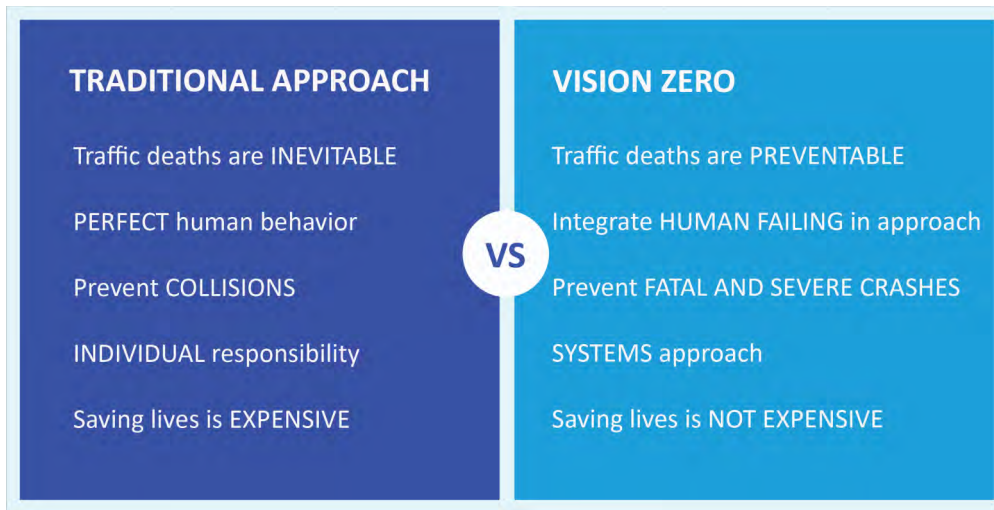 TRADITIONAL APPROACH
Traffic deaths are INEVITABLE
PERFECT human behavior
Prevent COLLISIONS
INDIVIDUAL responsibility
Saving lives is EXPENSIVE
VS
VISION ZERO
Traffic deaths are PREVENTABLE
Integrate HUMAN FAILING in approach
Prevent FATAL AND SEVERE CRASHES
SYSTEMS approach
Saving lives is NOT EXPENSIVE